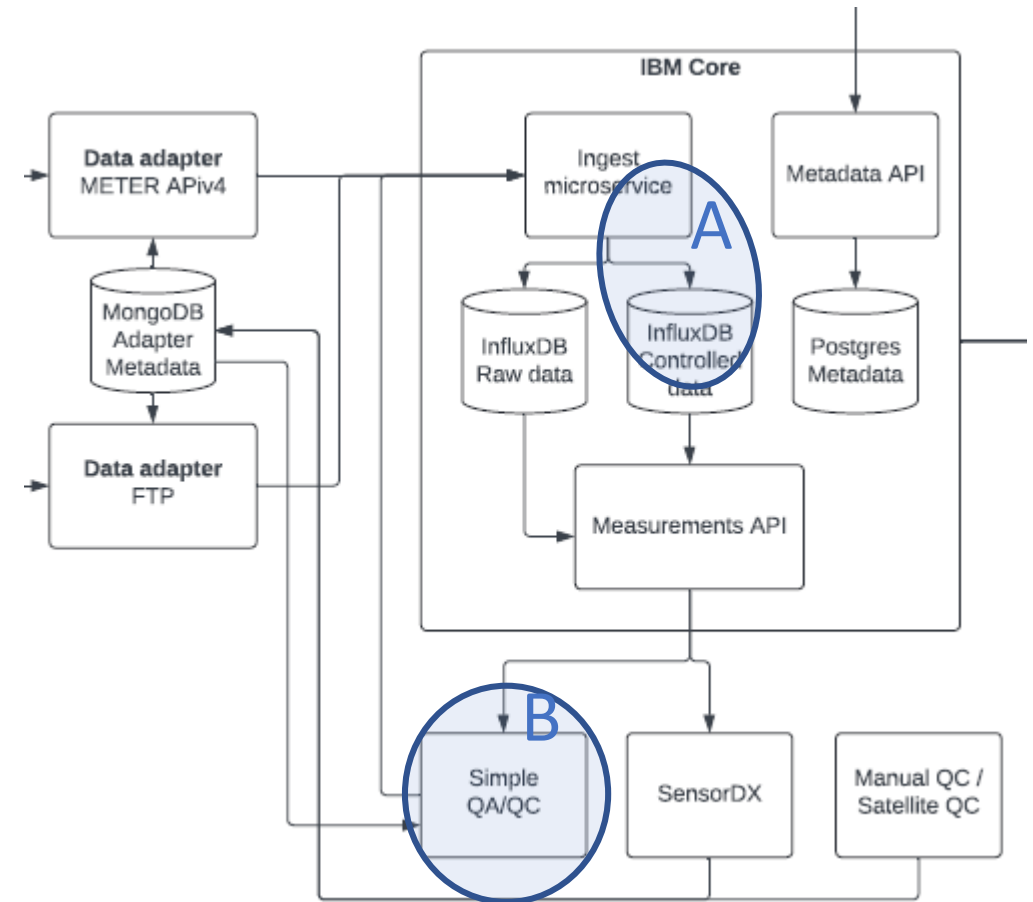 IBM Core
Data adapter
METER APiv4
Ingest
microservice
Metadata API
A
MongoDB
Adapter
Metadata
InfluxDB
Raw data
InfluxDB
Controlled
data
Postgres
Metadata
Data adapter
FTP
Measurements API
B
Simple
QA/QC
SensorDX
Manual QC /
Satellite QC